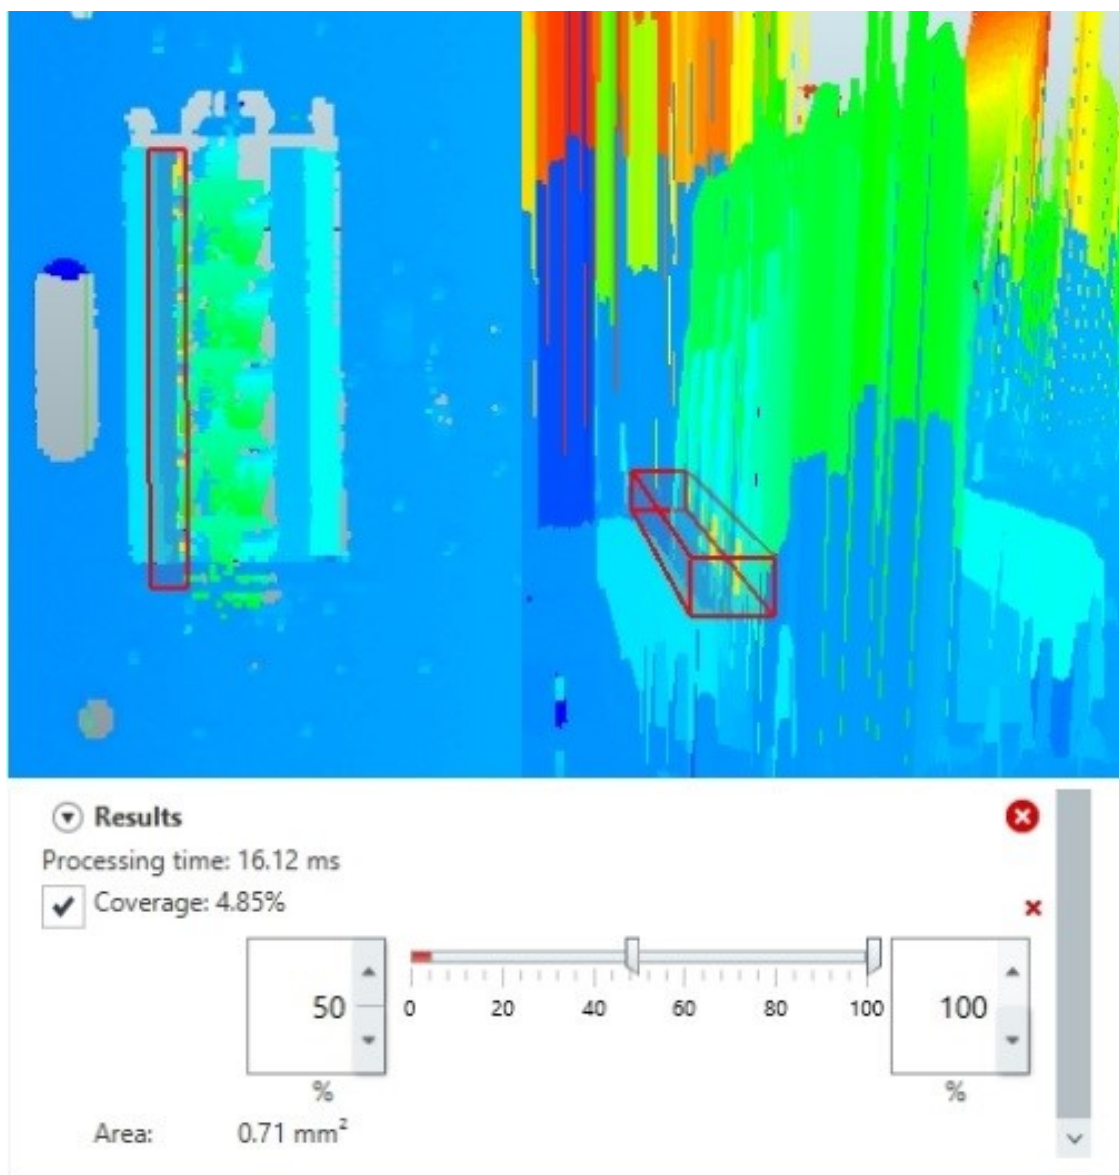 Results
Processing time: 16.12 ms
Coverage: 4.85%
50
0 20 40 60 80 100
100
% %
Area: 0.71 mm²